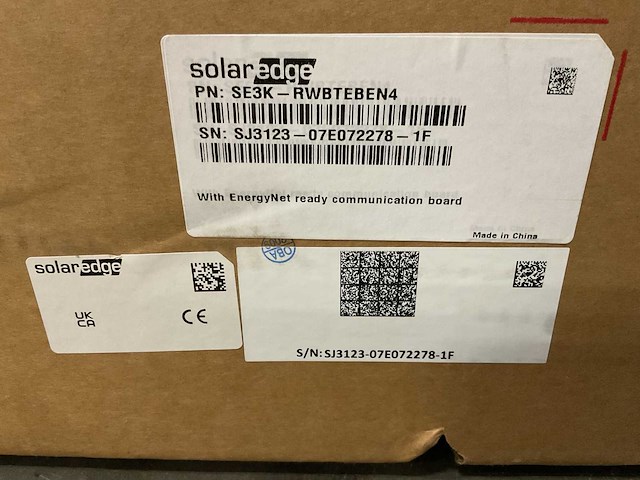 solaredge
PN: SE3K-RWBTEBEN4
SN: SJ3123-07E072278-1F
With EnergyNet ready communication board
Made in China
solaredge
UK
CA
CE
OBA
S/N:SJ3123-07E072278-1F